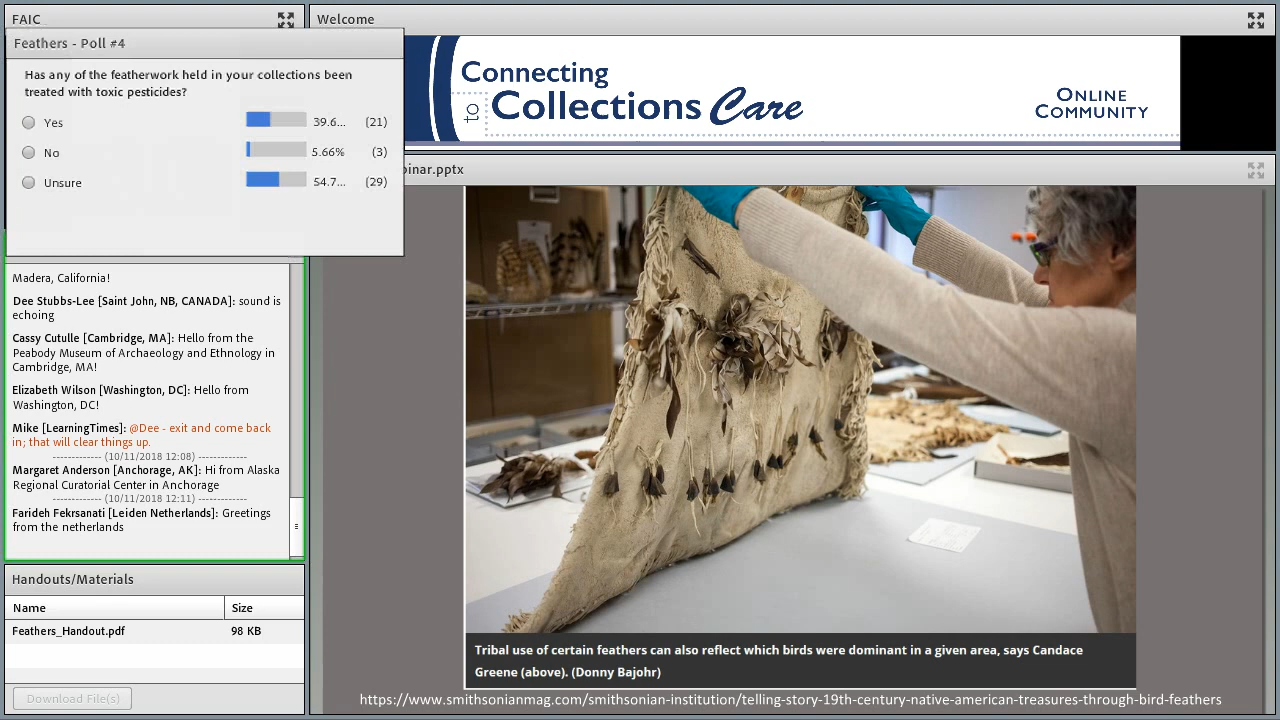 FAIC
Welcome
Feathers - Poll #4
Has any of the featherwork held in your collections been
treated with toxic pesticides?
Yes 39.6... (21)
No 5.66% (3)
Unsure 54.7... (29)
Connecting
to Collections Care
ONLINE
COMMUNITY
binar.pptx
Madera, California!
Dee Stubbs-Lee [Saint John, NB, CANADA]: sound is
echoing
Cassy Cutulle [Cambridge, MA]: Hello from the
Peabody Museum of Archaeology and Ethnology in
Cambridge, MA!
Elizabeth Wilson [Washington, DC]: Hello from
Washington, DC!
Mike [LearningTimes]: @Dee - exit and come back
in; that will clear things up.
------------- (10/11/2018 12:08) -------------
Margaret Anderson [Anchorage, AK]: Hi from Alaska
Regional Curatorial Center in Anchorage
------------- (10/11/2018 12:11) -------------
Farideh Fekrsanati [Leiden Netherlands]: Greetings
from the netherlands
Handouts/Materials
Name Size
Feathers_Handout.pdf 98 KB
Download File(s)
Tribal use of certain feathers can also reflect which birds were dominant in a given area, says Candace
Greene (above). (Donny Bajohr)
https://www.smithsonianmag.com/smithsonian-institution/telling-story-19th-century-native-american-treasures-through-bird-feathers